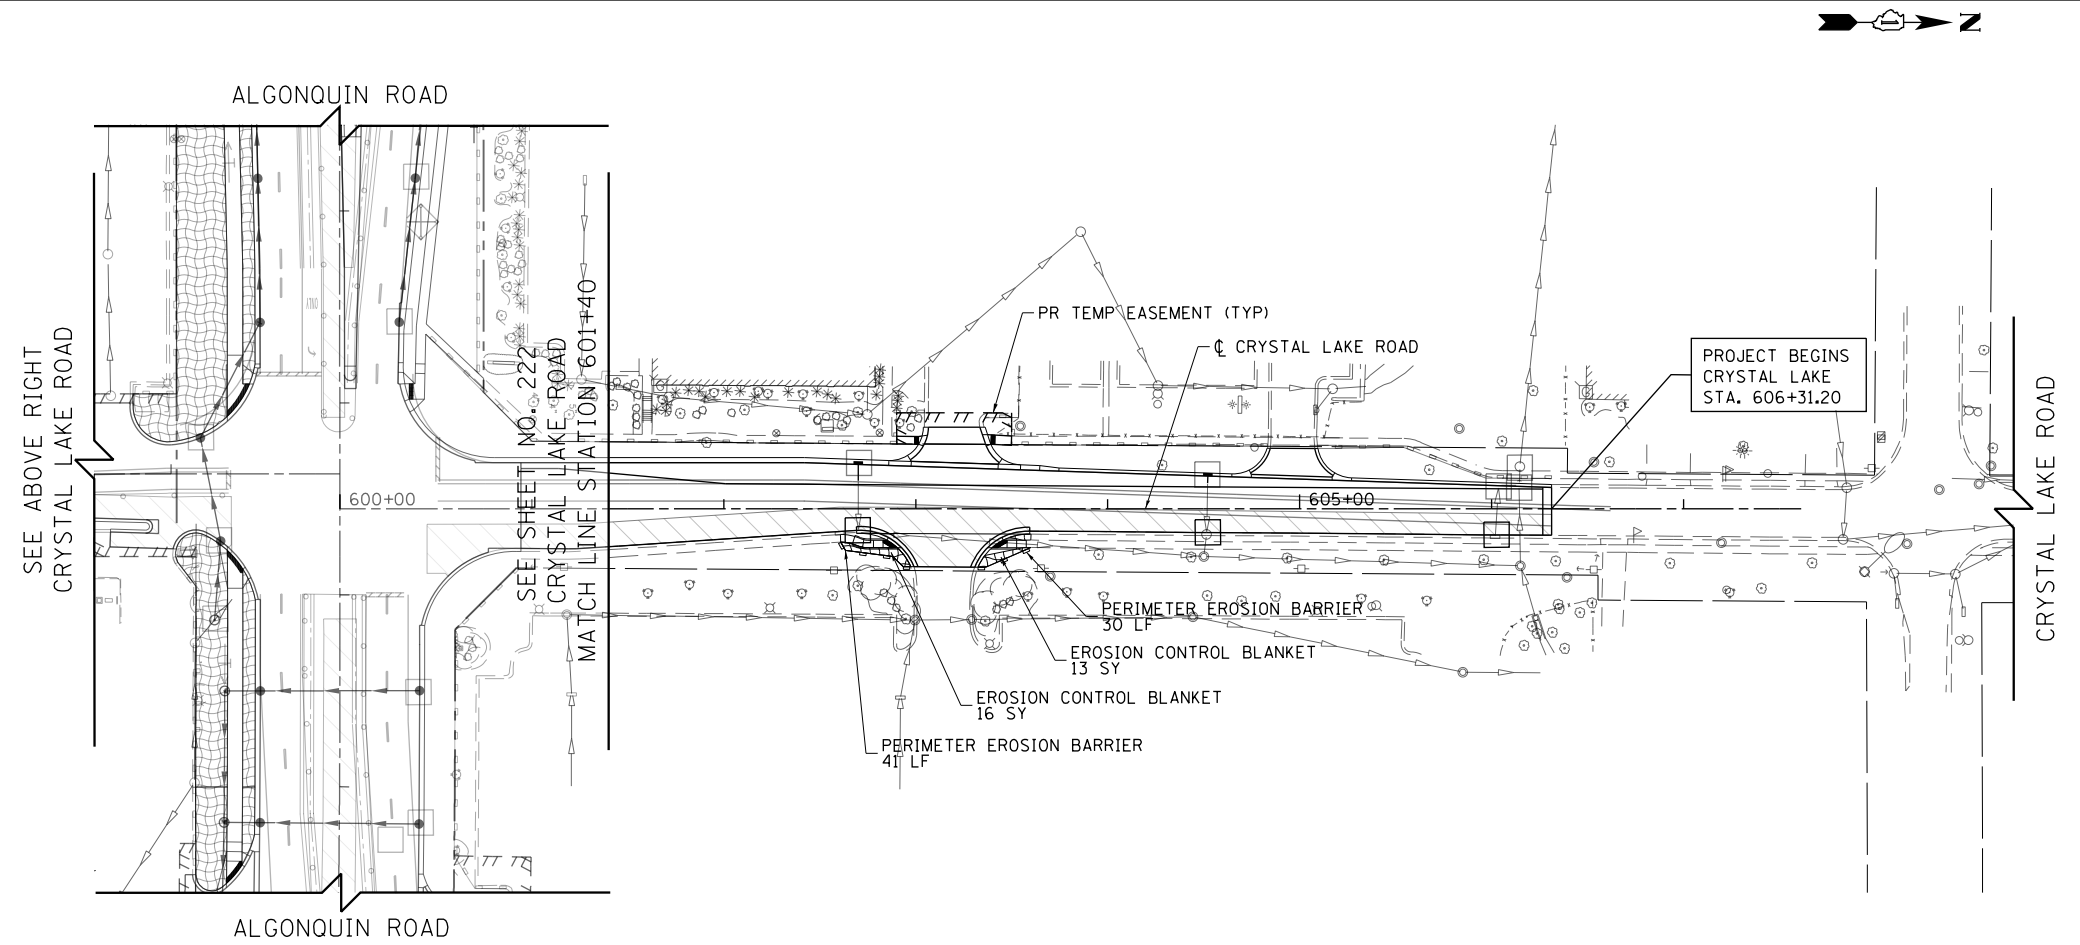 N
ALGONQUIN ROAD
SEE ABOVE RIGHT
CRYSTAL LAKE ROAD
SEE SHEET NO. 222
CRYSTAL LAKE ROAD
MATCH LINE STATION 601+40
ONLY
600+00
PR TEMP EASEMENT (TYP)
℄ CRYSTAL LAKE ROAD
PROJECT BEGINS
CRYSTAL LAKE
STA. 606+31.20
605+00
CRYSTAL LAKE ROAD
PERIMETER EROSION BARRIER
30 LF
EROSION CONTROL BLANKET
13 SY
EROSION CONTROL BLANKET
16 SY
PERIMETER EROSION BARRIER
41 LF
ALGONQUIN ROAD